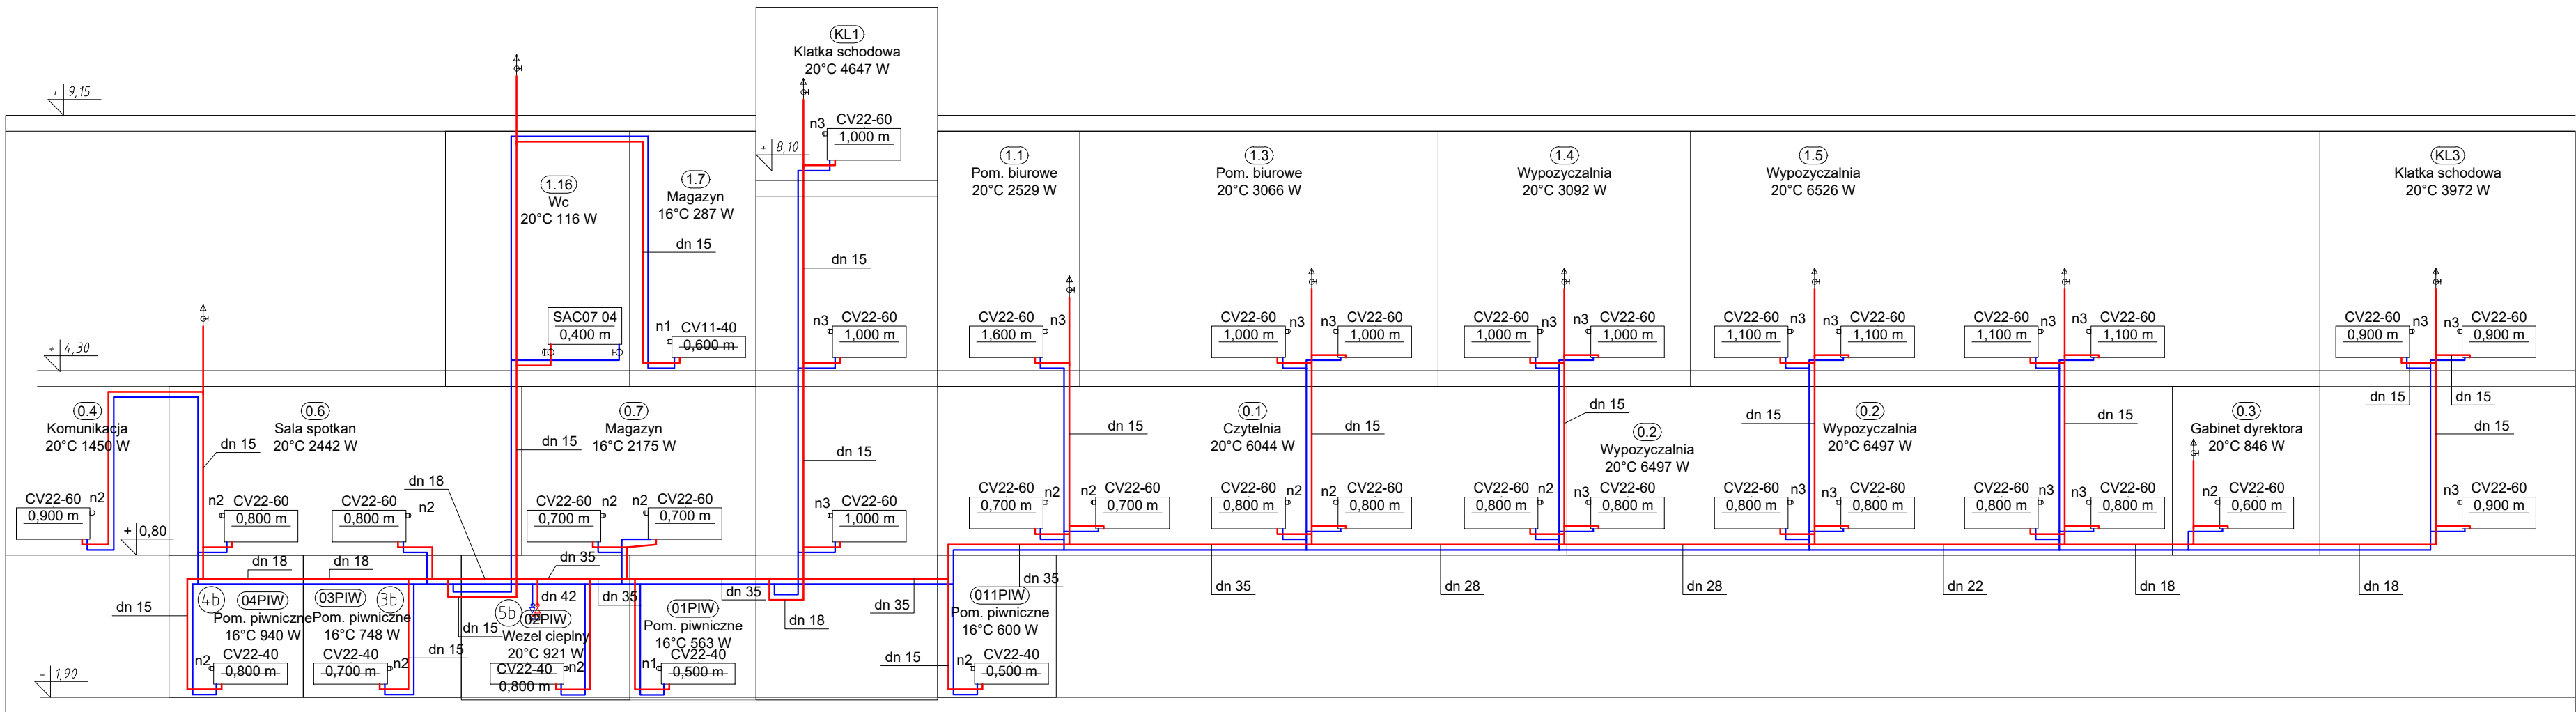 KL1
Klatka schodowa
20°C 4647 W
CV22-60
n3
1,000 m
+ 9,15
+ 8,10
1.16
Wc
20°C 116 W
1.7
Magazyn
16°C 287 W
1.1
Pom. biurowe
20°C 2529 W
1.3
Pom. biurowe
20°C 3066 W
1.4
Wypozyczalnia
20°C 3092 W
1.5
Wypozyczalnia
20°C 6526 W
KL3
Klatka schodowa
20°C 3972 W
dn 15
dn 15
+ 4,30
SAC07 04
0,400 m
n1
CV11-40
0,600 m
n3
CV22-60
1,000 m
CV22-60
n3
1,600 m
CV22-60
n3
1,000 m
n3
CV22-60
1,000 m
CV22-60
n3
1,000 m
n3
CV22-60
1,000 m
CV22-60
n3
1,100 m
n3
CV22-60
1,100 m
CV22-60
n3
1,100 m
n3
CV22-60
1,100 m
CV22-60
n3
0,900 m
n3
CV22-60
0,900 m
0.4
Komunikacja
20°C 1450 W
0.6
Sala spotkan
20°C 2442 W
0.7
Magazyn
16°C 2175 W
0.1
Czytelnia
20°C 6044 W
0.2
Wypozyczalnia
20°C 6497 W
0.2
Wypozyczalnia
20°C 6497 W
0.3
Gabinet dyrektora
20°C 846 W
dn 15
dn 15
dn 15
dn 15
dn 15
dn 15
dn 15
dn 15
dn 15
dn 15
dn 15
dn 18
CV22-60
n2
0,900 m
+ 0,80
n2
CV22-60
0,800 m
CV22-60
n2
0,800 m
CV22-60
n2
0,700 m
n2
CV22-60
0,700 m
n3
CV22-60
1,000 m
CV22-60
n2
0,700 m
n2
CV22-60
0,700 m
CV22-60
n2
0,800 m
n2
CV22-60
0,800 m
CV22-60
n2
0,800 m
n3
CV22-60
0,800 m
CV22-60
n3
0,800 m
n3
CV22-60
0,800 m
CV22-60
n3
0,800 m
n3
CV22-60
0,800 m
n2
CV22-60
0,600 m
n3
CV22-60
0,900 m
dn 18
dn 18
dn 35
dn 42
dn 35
dn 35
dn 18
dn 35
dn 35
dn 35
dn 28
dn 28
dn 22
dn 18
dn 18
dn 15
4b
04PIW
Pom. piwniczne
16°C 940 W
CV22-40
n2
0,800 m
03PIW
3b
Pom. piwniczne
16°C 748 W
CV22-40
n2
0,700 m
dn 15
dn 15
5b
02PIW
Wezel cieplny
20°C 921 W
CV22-40
n2
0,800 m
01PIW
Pom. piwniczne
16°C 563 W
n1
CV22-40
0,500 m
dn 15
011PIW
Pom. piwniczne
16°C 600 W
n2
CV22-40
0,500 m
- 1,90